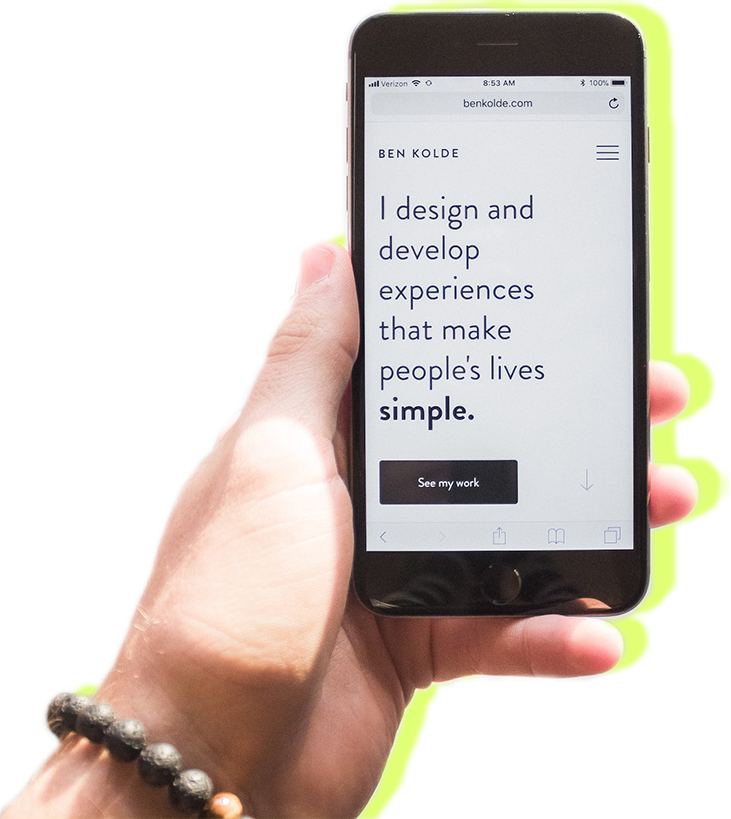 Verizon 8:53 AM 100%
benkolde.com
BEN KOLDE
I design and
develop
experiences
that make
people's lives
simple.
See my work